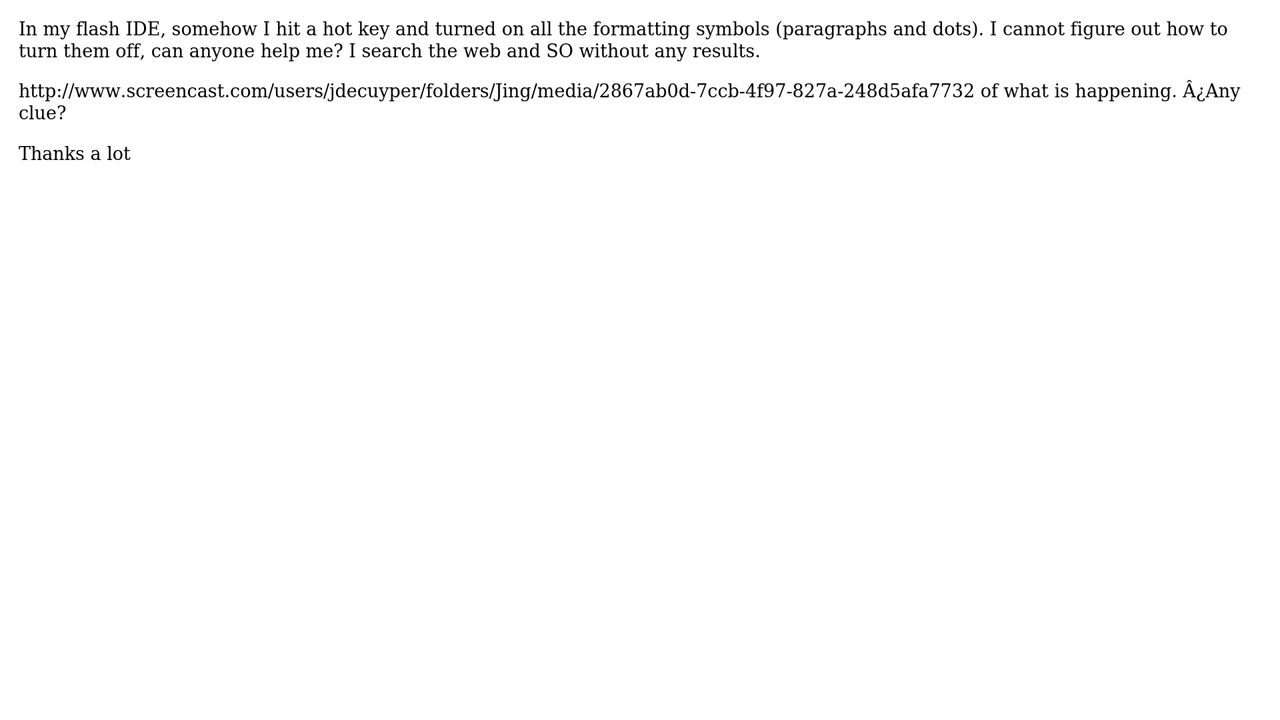 In my flash IDE, somehow I hit a hot key and turned on all the formatting symbols (paragraphs and dots). I cannot figure out how to
turn them off, can anyone help me? I search the web and SO without any results.
http://www.screencast.com/users/jdecuyper/folders/Jing/media/2867ab0d-7ccb-4f97-827a-248d5afa7732 of what is happening. Â¿Any
clue?
Thanks a lot